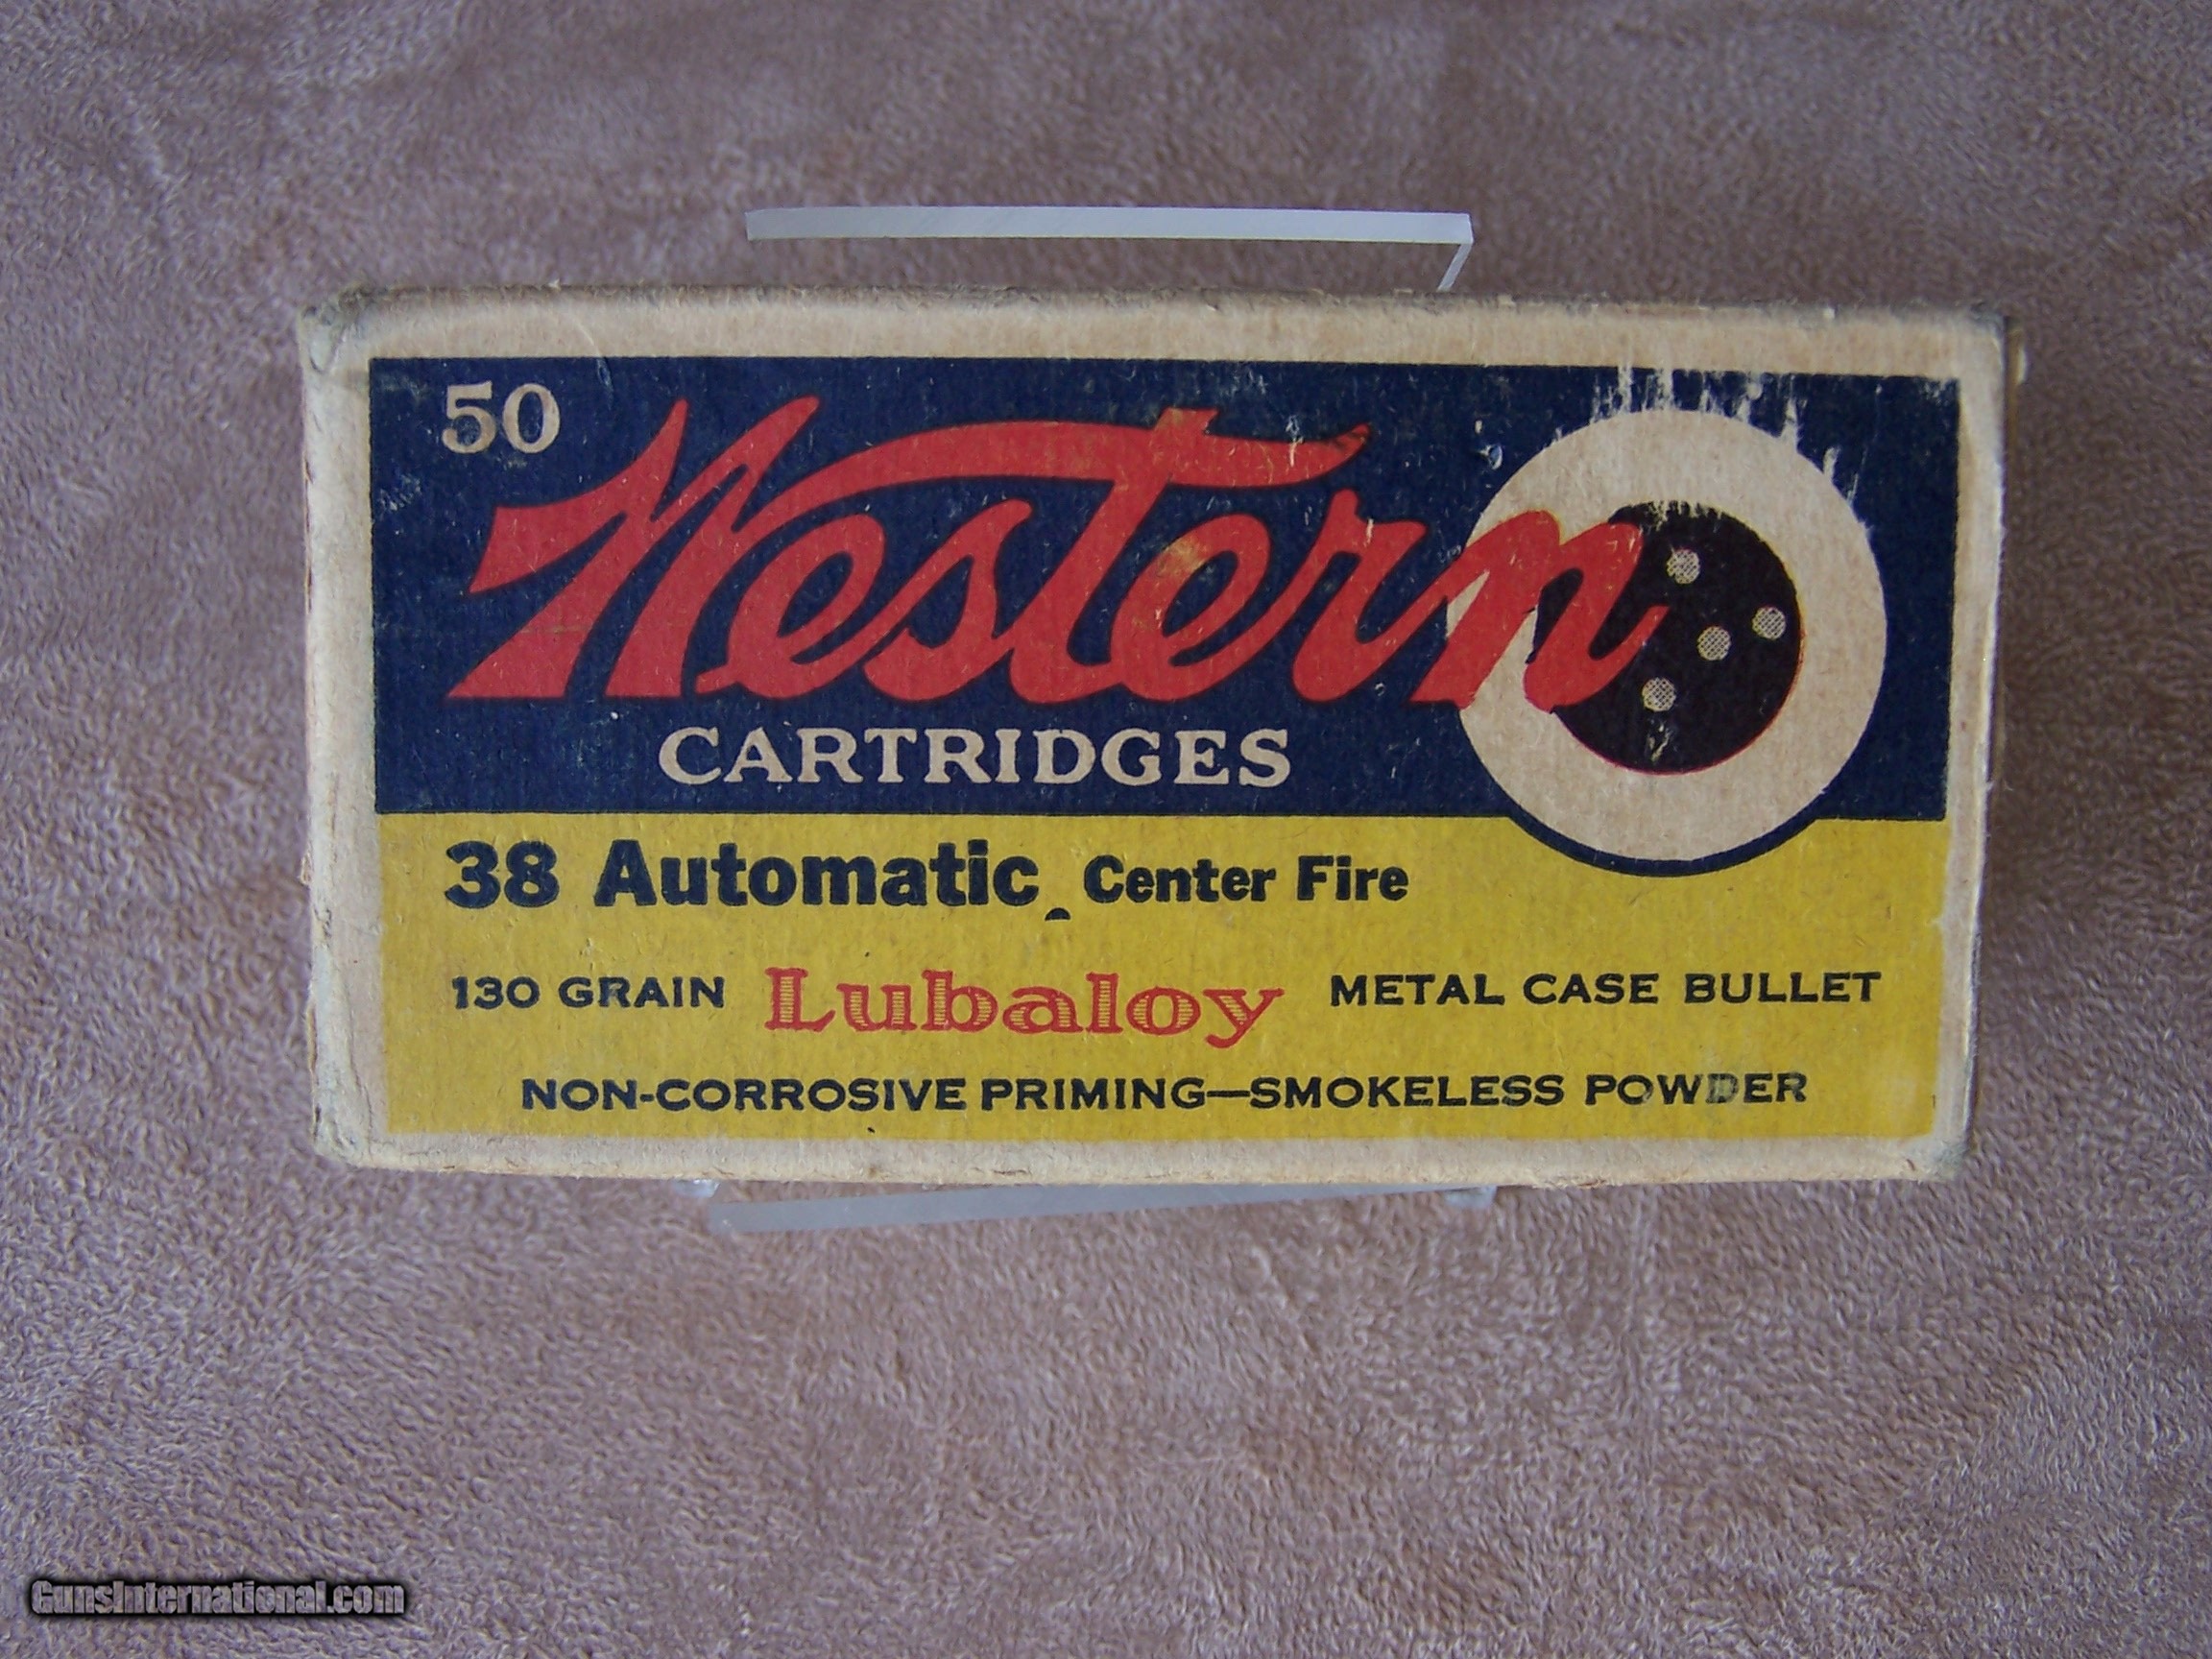 50
Western
CARTRIDGES
38 Automatic Center Fire
130 GRAIN Lubaloy METAL CASE BULLET
NON-CORROSIVE PRIMING—SMOKELESS POWDER
GunsInternational.com